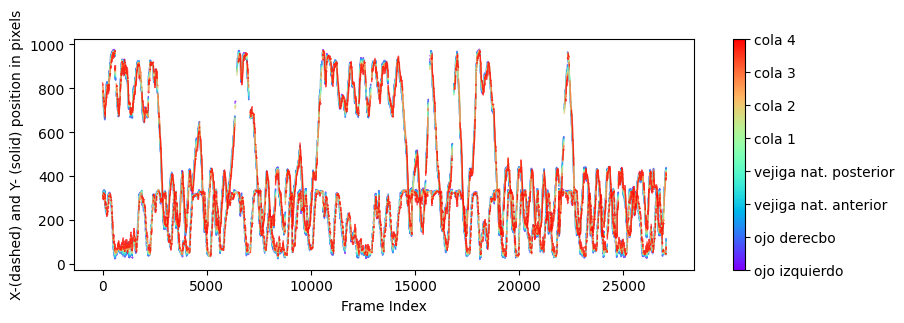 X-(dashed) and Y- (solid) position in pixels
1000
800
600
400
200
0
0 5000 10000 15000 20000 25000
Frame Index
cola 4
cola 3
cola 2
cola 1
vejiga nat. posterior
vejiga nat. anterior
ojo derecbo
ojo izquierdo